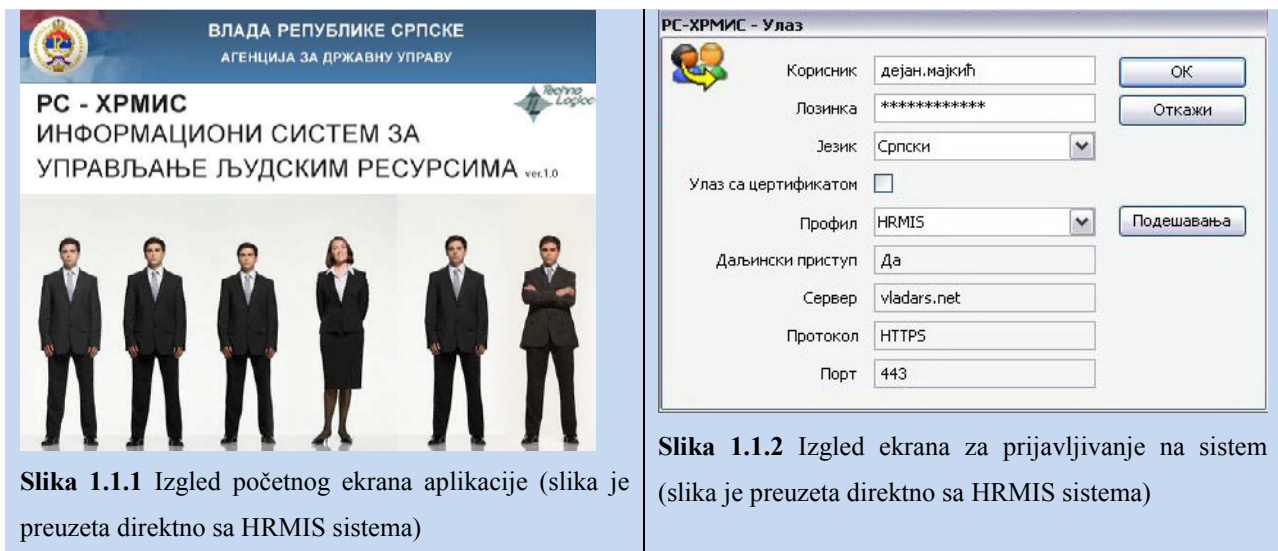 ВЛАДА РЕПУБЛИКЕ СРПСКЕ
АГЕНЦИЈА ЗА ДРЖАВНУ УПРАВУ
РС - ХРМИС
Techno Logics
ИНФОРМАЦИОНИ СИСТЕМ ЗА
УПРАВЉАЊЕ ЉУДСКИМ РЕСУРСИМА ver.1.0
Slika 1.1.1 Izgled početnog ekrana aplikacije (slika je
preuzeta direktno sa HRMIS sistema)
РС-ХРМИС - Улаз
Корисник дејан.мајкић ОК
Лозинка ************ Откажи
Језик Српски
Улаз са цертификатом
Профил HRMIS Подешавања
Даљински приступ Да
Сервер vladars.net
Протокол HTTPS
Порт 443
Slika 1.1.2 Izgled ekrana za prijavljivanje na sistem
(slika je preuzeta direktno sa HRMIS sistema)